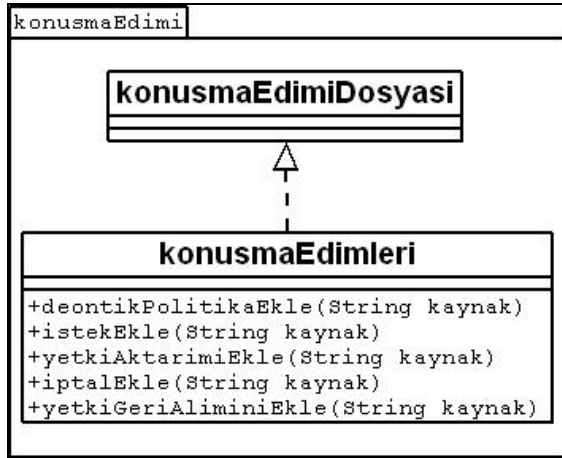 konusmaEdimi
konusmaEdimiDosyasi
konusmaEdimleri
+deontikPolitikaEkle(String kaynak)
+istekEkle(String kaynak)
+yetkiAktarimiEkle(String kaynak)
+iptalEkle(String kaynak)
+yetkiGeriAliminiEkle(String kaynak)